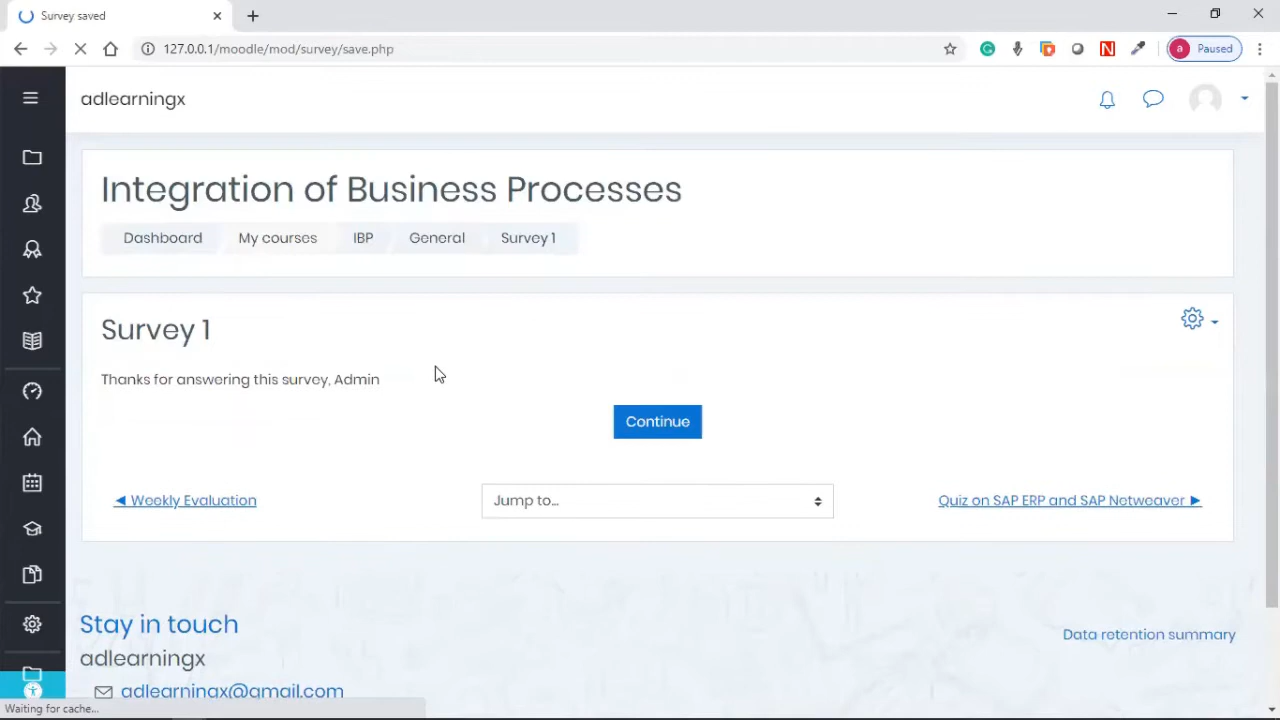 Survey saved
127.0.0.1/moodle/mod/survey/save.php
a Paused
adlearningx
Integration of Business Processes
Dashboard My courses IBP General Survey 1
Survey 1
Thanks for answering this survey, Admin
Continue
◄ Weekly Evaluation
Jump to...
Quiz on SAP ERP and SAP Netweaver ►
Stay in touch
Data retention summary
adlearningx
adlearningx@gmail.com
Waiting for cache...